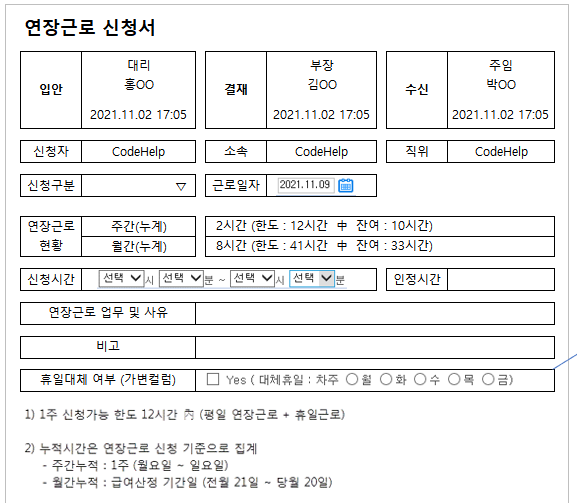 연장근로 신청서
입안 대리 결재 부장 수신 주임
홍OO 김OO 박OO
2021.11.02 17:05 2021.11.02 17:05 2021.11.02 17:05
신청자 CodeHelp 소속 CodeHelp 직위 CodeHelp
신청구분 ▽ 근로일자 2021.11.09
연장근로 현황 주간(누계) 2시간 (한도 : 12시간 中 잔여 : 10시간)
월간(누계) 8시간 (한도 : 41시간 中 잔여 : 33시간)
신청시간 선택 시 선택 분 ~ 선택 시 선택 분 인정시간
연장근로 업무 및 사유
비고
휴일대체 여부 (가변컬럼) Yes ( 대체휴일 : 차주 월 화 수 목 금)
1) 1주 신청가능 한도 12시간 內 (평일 연장근로 + 휴일근로)
2) 누적시간은 연장근로 신청 기준으로 집계
- 주간누적 : 1주 (월요일 ~ 일요일)
- 월간누적 : 급여산정 기간일 (전월 21일 ~ 당월 20일)